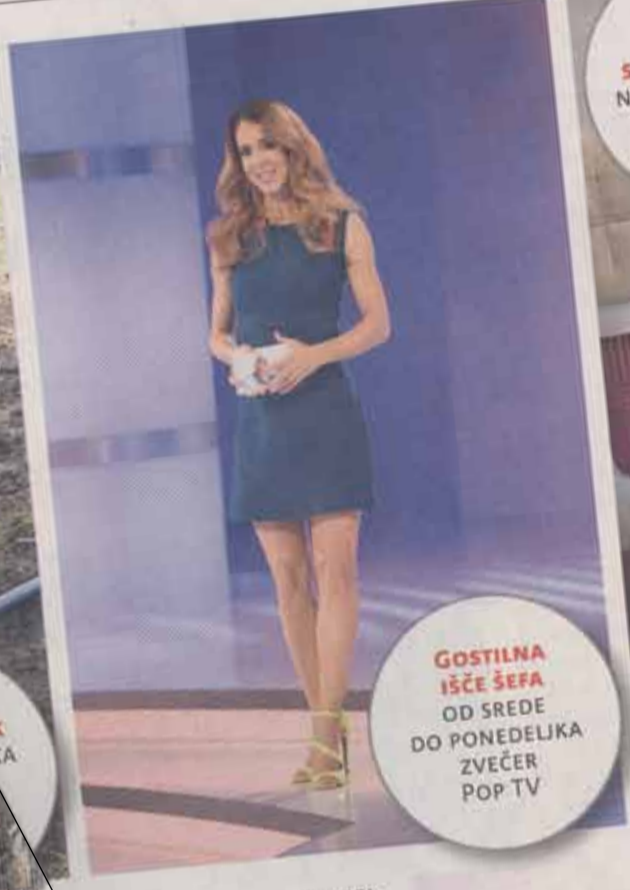 GOSTILNA
IŠČE ŠEFA
OD SREDE
DO PONEDELJKA
ZVEČER
POP TV